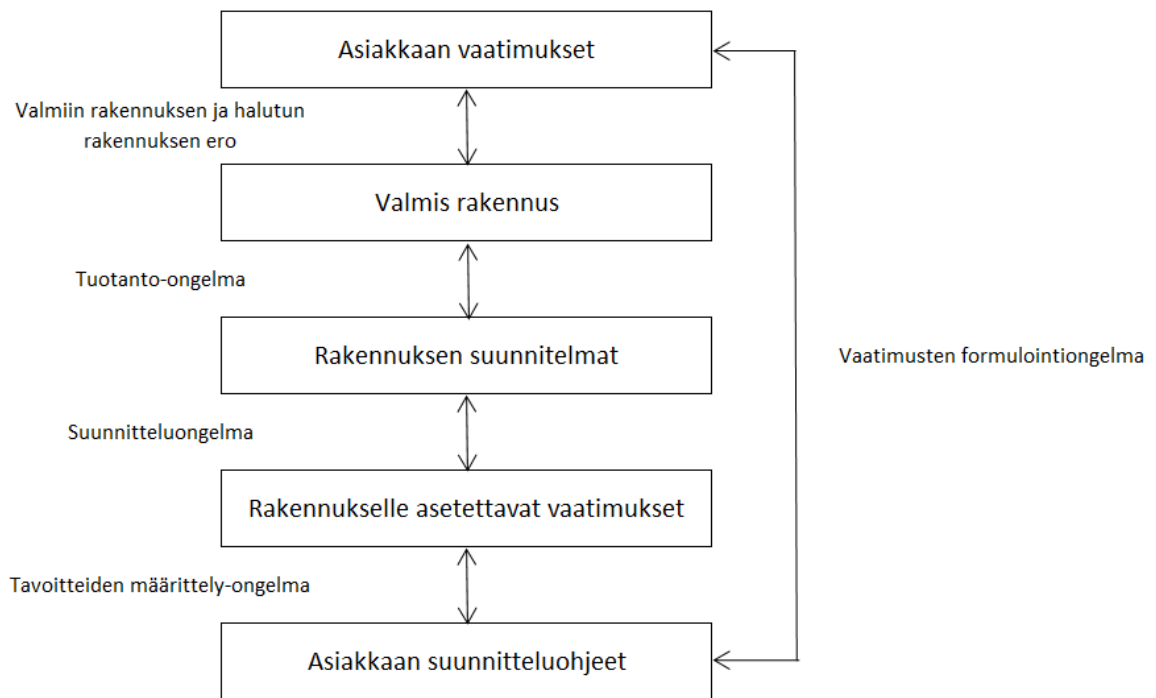 Asiakkaan vaatimukset
Valmiin rakennuksen ja halutun
rakennuksen ero
Valmis rakennus
Tuotanto-ongelma
Rakennuksen suunnitelmat
Vaatimusten formulointiongelma
Suunnitteluongelma
Rakennukselle asetettavat vaatimukset
Tavoitteiden määrittely-ongelma
Asiakkaan suunnitteluohjeet